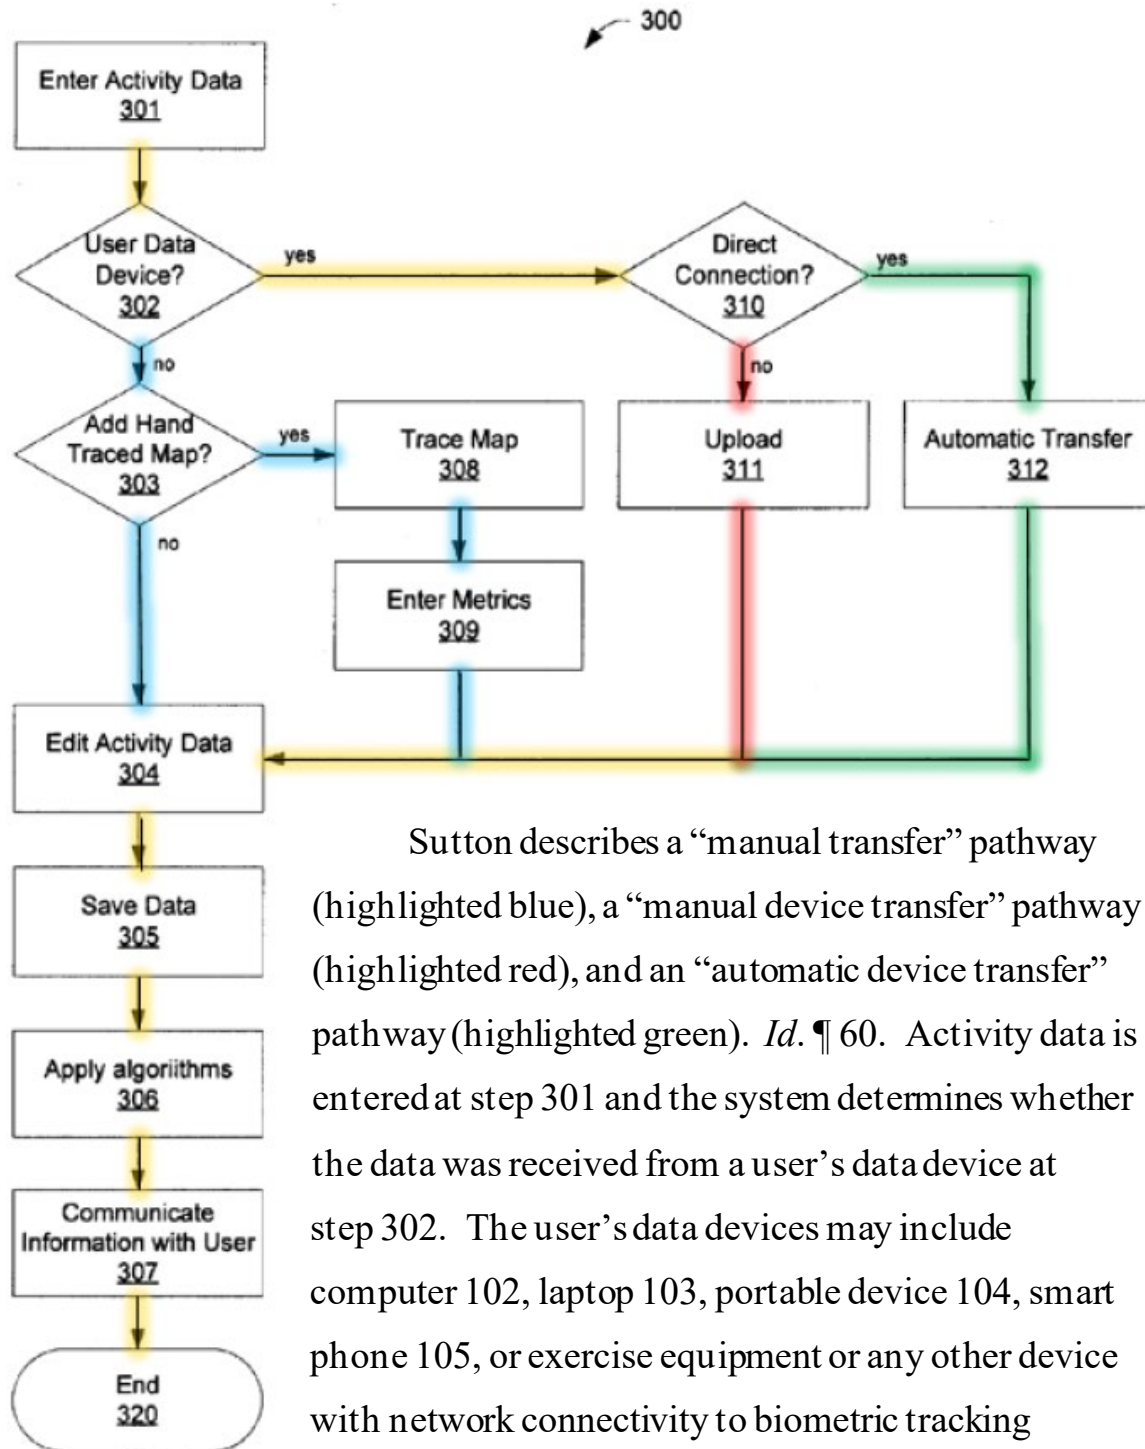 300
Enter Activity Data
301
User Data
Device?
302
yes
Direct
Connection?
310
yes
no
no
Add Hand
Traced Map?
303
yes
Trace Map
308
Upload
311
Automatic Transfer
312
no
Enter Metrics
309
Edit Activity Data
304
Save Data
305
Apply algoriithms
306
Communicate
Information with User
307
End
320
Sutton describes a “manual transfer” pathway
(highlighted blue), a “manual device transfer” pathway
(highlighted red), and an “automatic device transfer”
pathway (highlighted green). Id. ¶ 60. Activity data is
entered at step 301 and the system determines whether
the data was received from a user’s data device at
step 302. The user’s data devices may include
computer 102, laptop 103, portable device 104, smart
phone 105, or exercise equipment or any other device
with network connectivity to biometric tracking